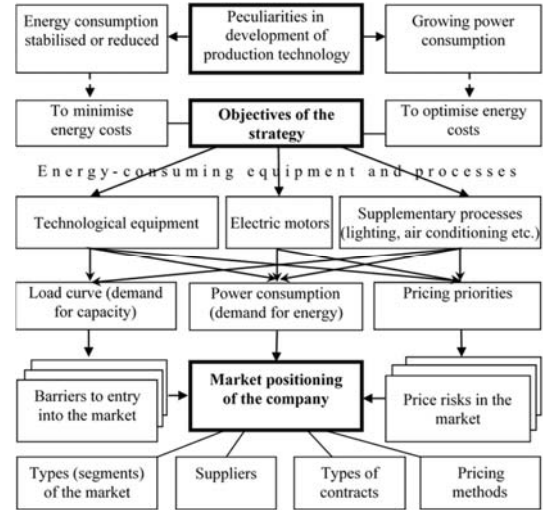 Energy consumption
stabilised or reduced
Peculiarities in
development of
production technology
Growing power
consumption
To minimise
energy costs
Objectives of the
strategy
To optimise energy
costs
Energy-consuming equipment and processes
Technological equipment
Electric motors
Supplementary processes
(lighting, air conditioning etc.)
Load curve (demand
for capacity)
Power consumption
(demand for energy)
Pricing priorities
Barriers to entry
into the market
Market positioning
of the company
Price risks in the
market
Types (segments)
of the market
Suppliers
Types of
contracts
Pricing
methods